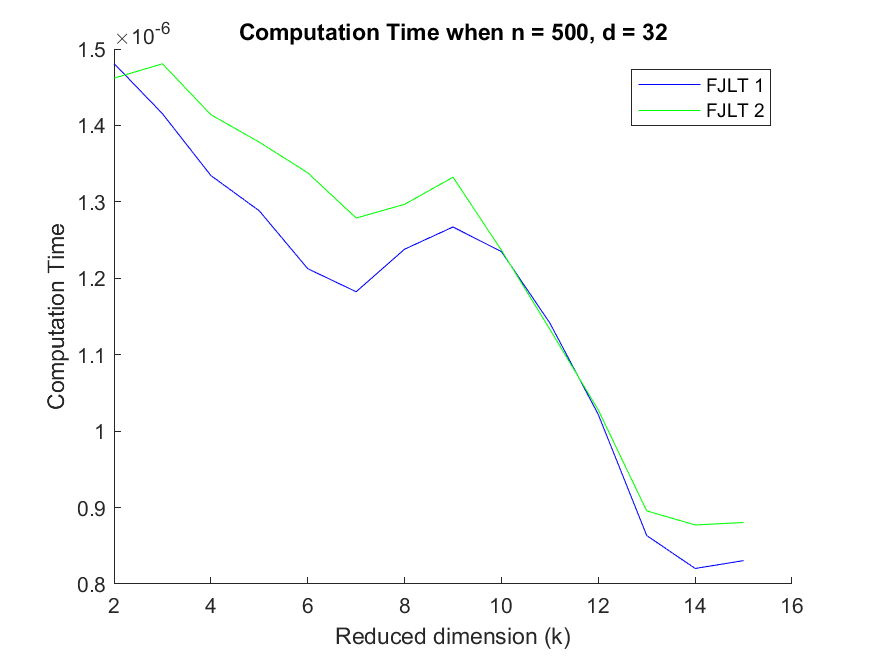 Computation Time when n = 500, d = 32
×10⁻⁶
FJLT 1
FJLT 2
1.5
1.4
1.3
1.2
1.1
1
0.9
0.8
Computation Time
2 4 6 8 10 12 14 16
Reduced dimension (k)